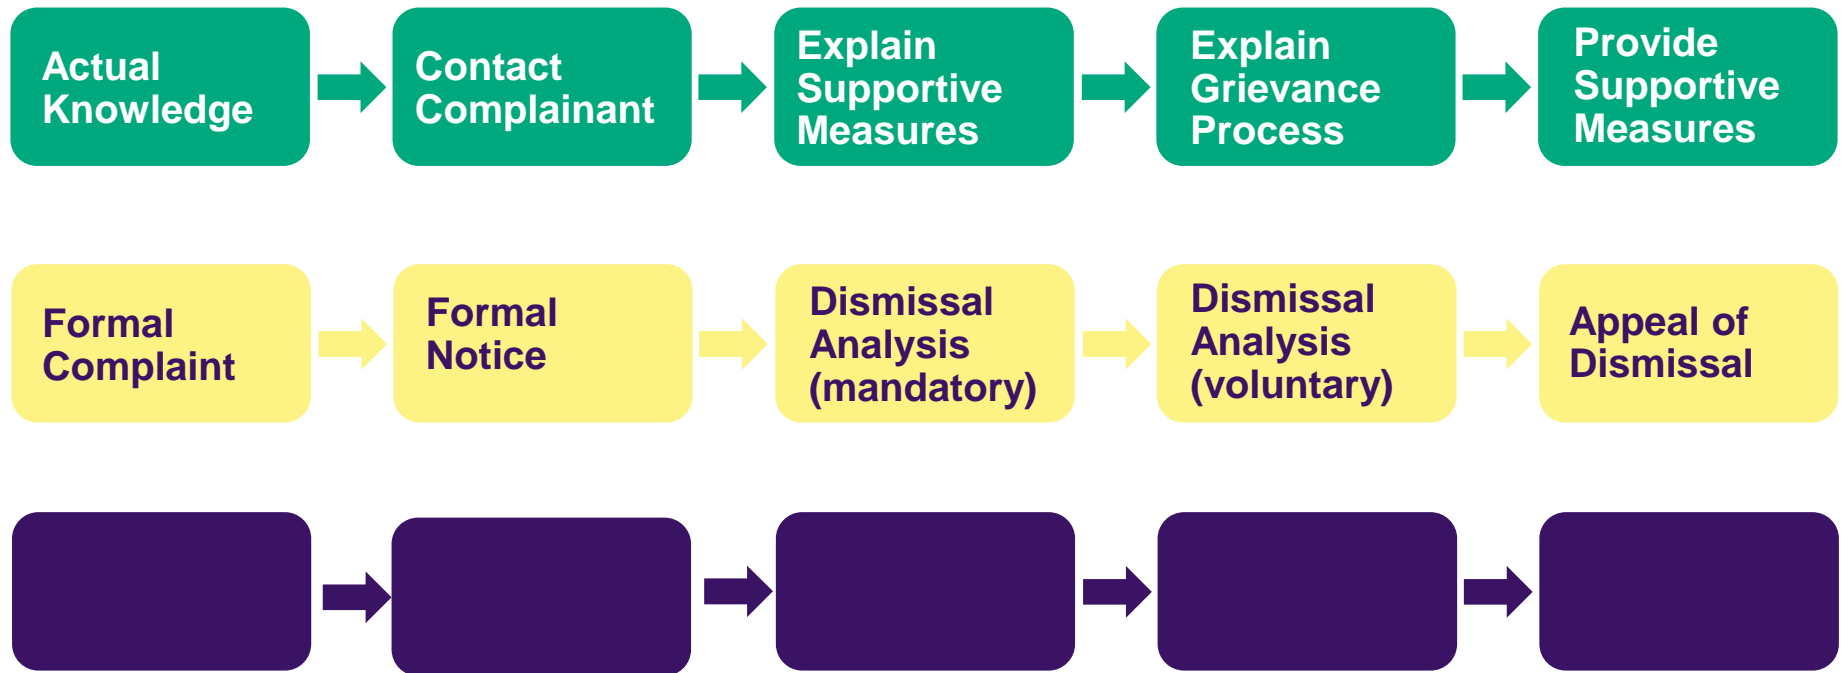 Actual
Knowledge
Contact
Complainant
Explain
Supportive
Measures
Explain
Grievance
Process
Provide
Supportive
Measures
Formal
Complaint
Formal
Notice
Dismissal
Analysis
(mandatory)
Dismissal
Analysis
(voluntary)
Appeal of
Dismissal